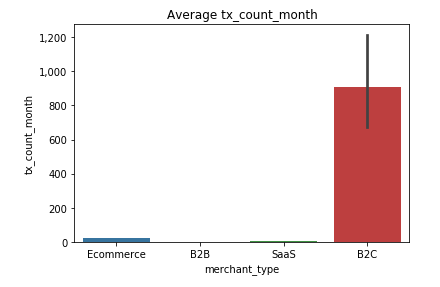 Average tx_count_month
1,200
1,000
800
600
400
200
0
tx_count_month
Ecommerce B2B SaaS B2C
merchant_type